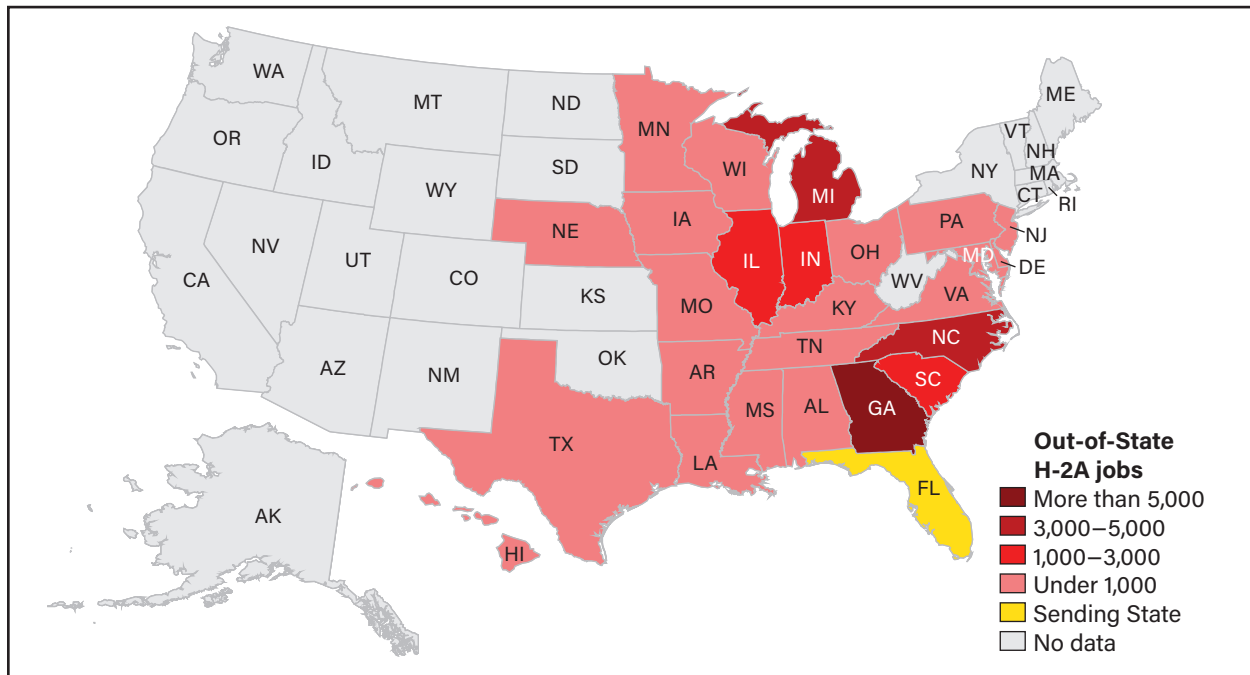 WA
MT
ND
MN
OR
ID
SD
WI
WY
MI
ME
VT
NH
NY
MA
CT
RI
NE
IA
PA
NJ
NV
UT
CO
IL
IN
OH
MD
DE
CA
KS
MO
KY
WV
VA
AZ
NM
OK
AR
TN
NC
SC
MS
AL
GA
TX
LA
FL
AK
HI
Out-of-State
H-2A jobs
More than 5,000
3,000–5,000
1,000–3,000
Under 1,000
Sending State
No data